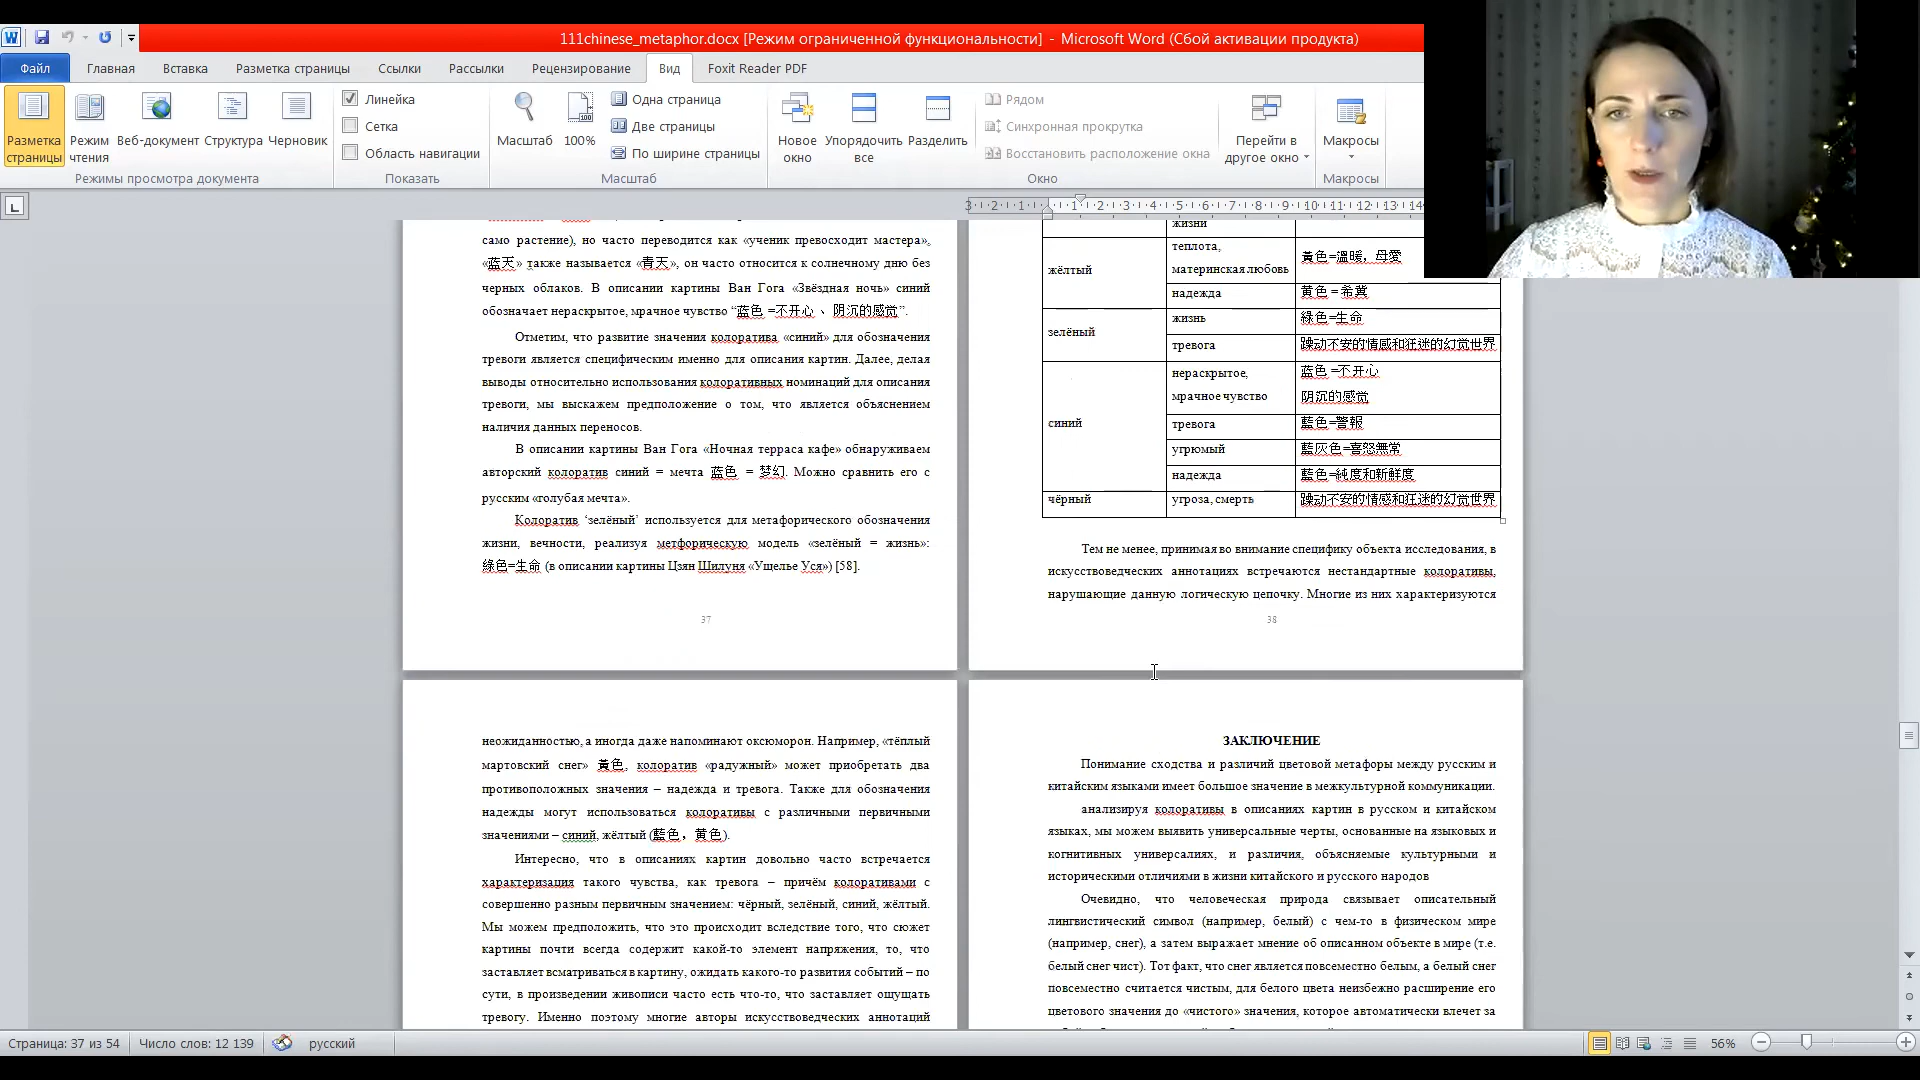 111chinese_metaphor.docx [Режим ограниченной функциональности] - Microsoft Word (Сбой активации продукта)
Файл Главная Вставка Разметка страницы Ссылки Рассылки Рецензирование Вид Foxit Reader PDF
Разметка страницы
Режим чтения
Веб-документ
Структура
Черновик
Режимы просмотра документа
Линейка
Сетка
Область навигации
Показать
Масштаб
100%
Одна страница
Две страницы
По ширине страницы
Масштаб
Новое окно
Упорядочить все
Разделить
Рядом
Синхронная прокрутка
Восстановить расположение окна
Перейти в другое окно
Окно
Макросы
Макросы
3 2 1 1 2 3 4 5 6 7 8 9 10 11 12 13 14
само растение), но часто переводится как «ученик превосходит мастера»,
«蓝天» также называется «青天», он часто относится к солнечному дню без
черных облаков. В описании картины Ван Гога «Звёздная ночь» синий
обозначает нераскрытое, мрачное чувство “蓝色 =不开心 、阴沉的感觉”.
Отметим, что развитие значения колоратива «синий» для обозначения
тревоги является специфическим именно для описания картин. Далее, делая
выводы относительно использования колоративных номинаций для описания
тревоги, мы выскажем предположение о том, что является объяснением
наличия данных переносов.
В описании картины Ван Гога «Ночная терраса кафе» обнаруживаем
авторский колоратив синий = мечта 蓝色 = 梦幻. Можно сравнить его с
русским «голубая мечта».
Колоратив ‘зелёный’ используется для метафорического обозначения
жизни, вечности, реализуя метфорическую модель «зелёный = жизнь»:
綠色=生命 (в описании картины Цзян Шилуня «Ущелье Уся») [58].
37
жизни
жёлтый
теплота,
материнская любовь
黃色=溫暖，母愛
надежда
黄色 = 希冀
зелёный
жизнь
綠色=生命
тревога
躁动不安的情感和狂迷的幻觉世界
синий
нераскрытое,
мрачное чувство
蓝色 =不开心
阴沉的感觉
тревога
藍色=警報
угрюмый
藍灰色=喜怒無常
надежда
藍色=純度和新鮮度
чёрный
угроза, смерть
躁动不安的情感和狂迷的幻觉世界
Тем не менее, принимая во внимание специфику объекта исследования, в
искусствоведческих аннотациях встречаются нестандартные колоративы,
нарушающие данную логическую цепочку. Многие из них характеризуются
38
неожиданностью, а иногда даже напоминают оксюморон. Например, «тёплый
мартовский снег» 黃色, колоратив «радужный» может приобретать два
противоположных значения – надежда и тревога. Также для обозначения
надежды могут использоваться колоративы с различными первичными
значениями – синий, жёлтый (藍色，黄色).
Интересно, что в описаниях картин довольно часто встречается
характеризация такого чувства, как тревога – причём колоративами с
совершенно разным первичным значением: чёрный, зелёный, синий, жёлтый.
Мы можем предположить, что это происходит вследствие того, что сюжет
картины почти всегда содержит какой-то элемент напряжения, то, что
заставляет всматриваться в картину, ожидать какого-то развития событий – по
сути, в произведении живописи часто есть что-то, что заставляет ощущать
тревогу. Именно поэтому многие авторы искусствоведческих аннотаций
ЗАКЛЮЧЕНИЕ
Понимание сходства и различий цветовой метафоры между русским и
китайским языками имеет большое значение в межкультурной коммуникации.
анализируя колоративы в описаниях картин в русском и китайском
языках, мы можем выявить универсальные черты, основанные на языковых и
когнитивных универсалиях, и различия, объясняемые культурными и
историческими отличиями в жизни китайского и русского народов
Очевидно, что человеческая природа связывает описательный
лингвистический символ (например, белый) с чем-то в физическом мире
(например, снег), а затем выражает мнение об описанном объекте в мире (т.е.
белый снег чист). Тот факт, что снег является повсеместно белым, а белый снег
повсеместно считается чистым, для белого цвета неизбежно расширение его
цветового значения до «чистого» значения, которое автоматически влечет за
Страница: 37 из 54 Число слов: 12 139 русский 56%